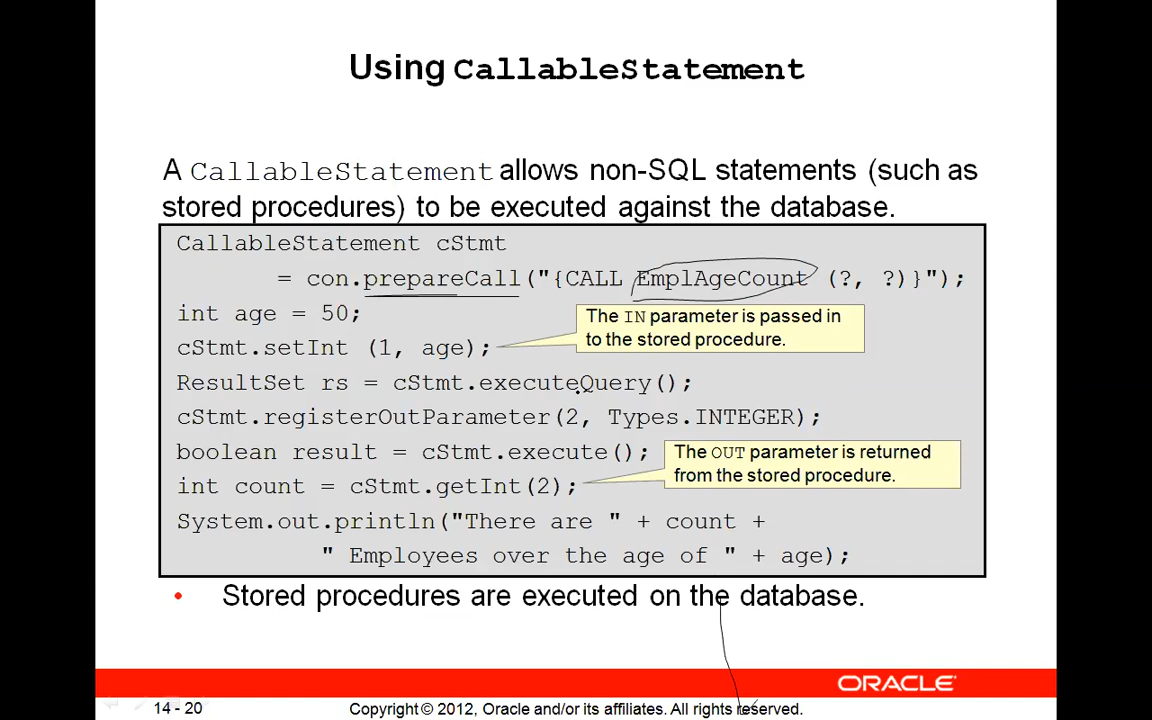 Using CallableStatement
A CallableStatement allows non-SQL statements (such as
stored procedures) to be executed against the database.
CallableStatement cStmt
= con.prepareCall("{CALL EmplAgeCount (?, ?)}");
int age = 50;
The IN parameter is passed in
to the stored procedure.
cStmt.setInt (1, age);
ResultSet rs = cStmt.executeQuery();
cStmt.registerOutParameter(2, Types.INTEGER);
boolean result = cStmt.execute();
The OUT parameter is returned
from the stored procedure.
int count = cStmt.getInt(2);
System.out.println("There are " + count +
" Employees over the age of " + age);
• Stored procedures are executed on the database.
ORACLE
14 - 20
Copyright © 2012, Oracle and/or its affiliates. All rights reserved.